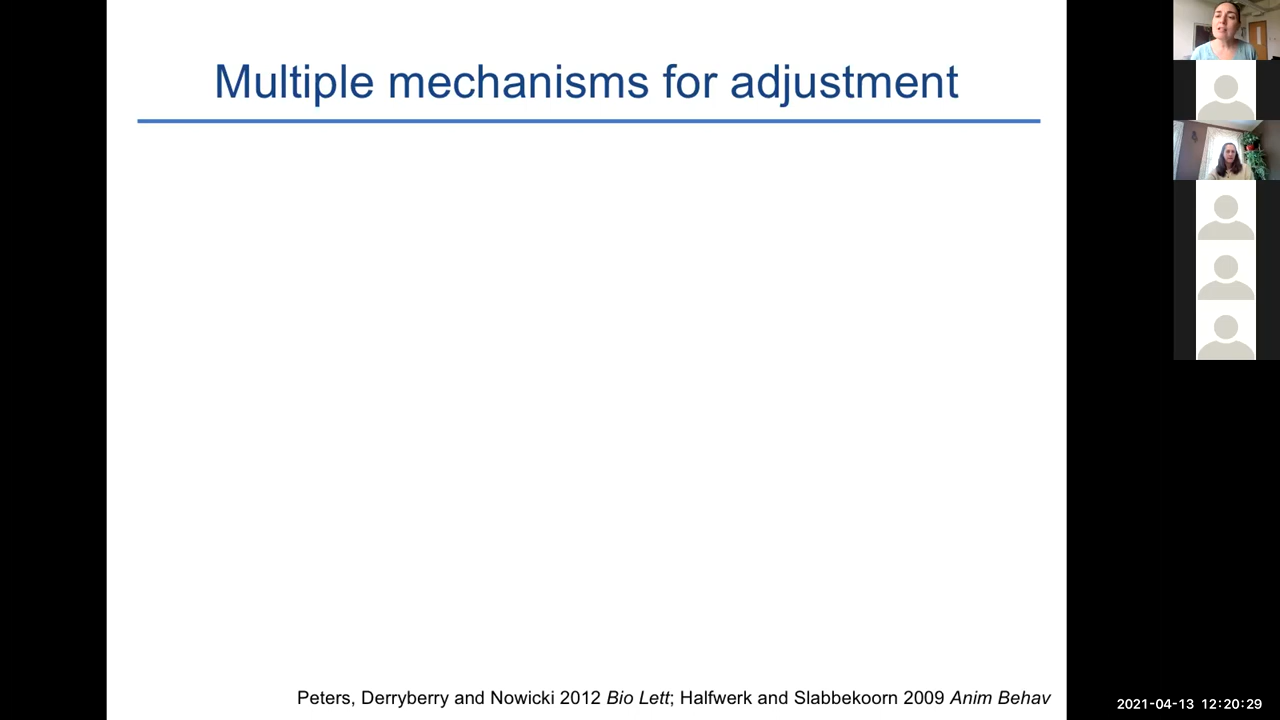 Multiple mechanisms for adjustment
Peters, Derryberry and Nowicki 2012 Bio Lett; Halfwerk and Slabbekoorn 2009 Anim Behav
2021-04-13 12:20:29